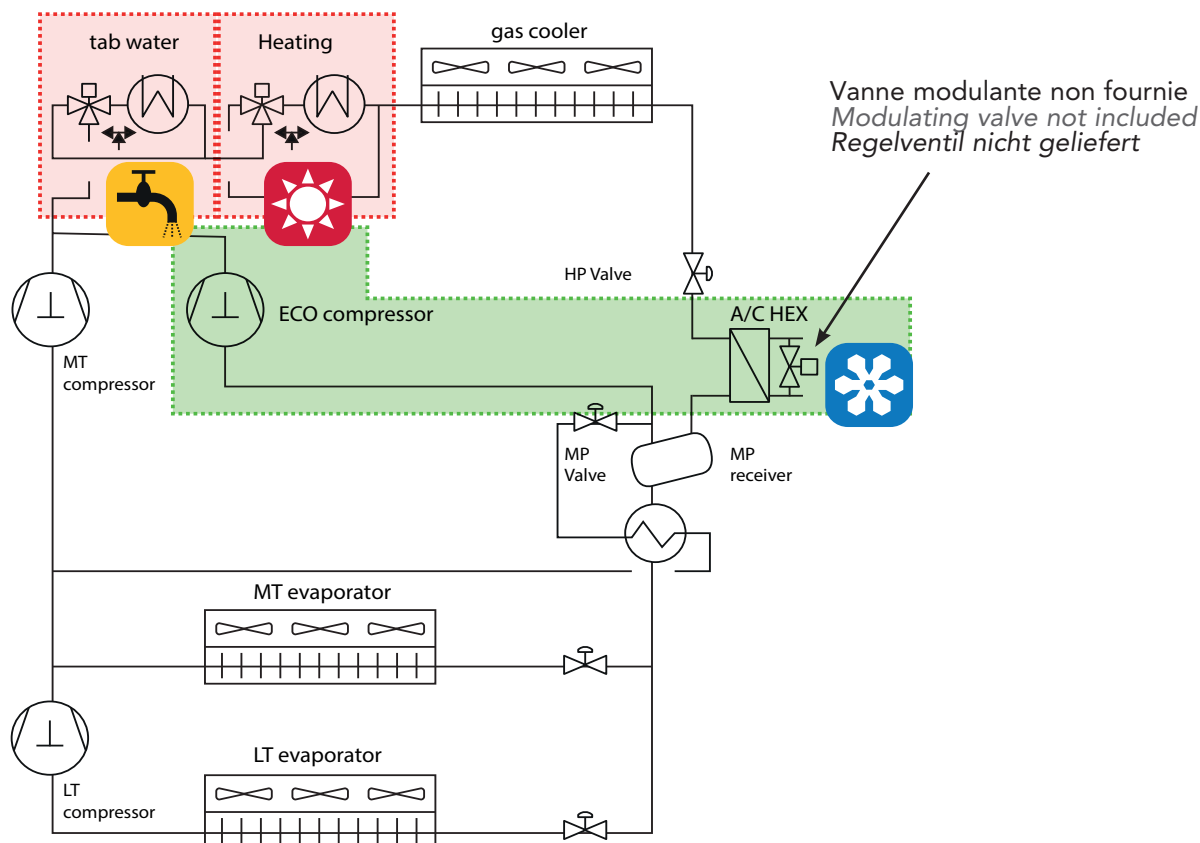 tab water
Heating
gas cooler
Vanne modulante non fournie
Modulating valve not included
Regelventil nicht geliefert
HP Valve
A/C HEX
ECO compressor
MT
compressor
MP
Valve
MP
receiver
MT evaporator
LT evaporator
LT
compressor